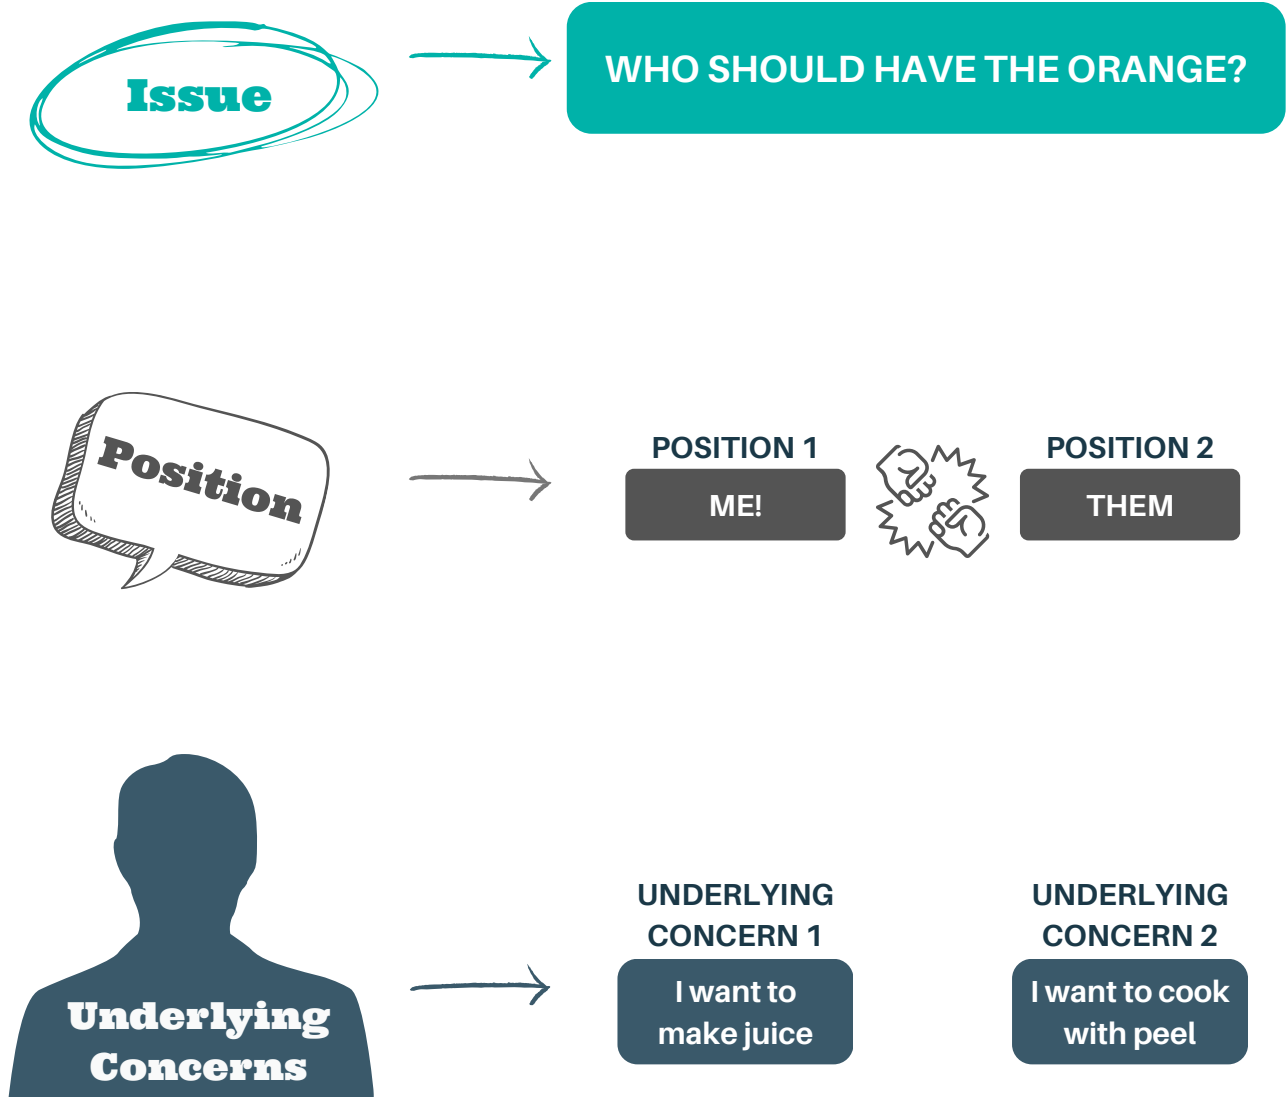 Issue
WHO SHOULD HAVE THE ORANGE?
Position
POSITION 1
ME!
POSITION 2
THEM
Underlying
Concerns
UNDERLYING
CONCERN 1
I want to
make juice
UNDERLYING
CONCERN 2
I want to cook
with peel